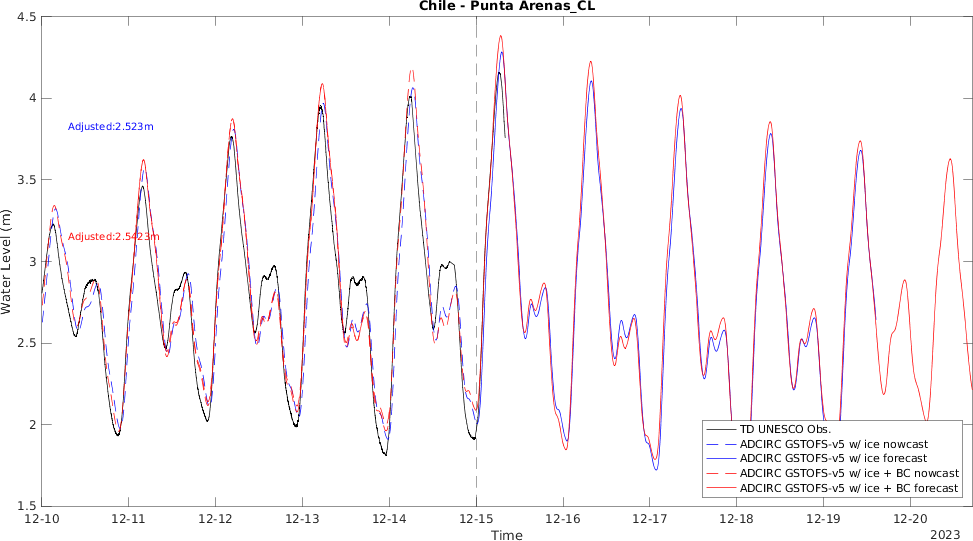 Chile - Punta Arenas_CL
4.5
4
3.5
3
2.5
2
1.5
Water Level (m)
Adjusted:2.523m
Adjusted:2.5423m
TD UNESCO Obs.
ADCIRC GSTOFS-v5 w/ ice nowcast
ADCIRC GSTOFS-v5 w/ ice forecast
ADCIRC GSTOFS-v5 w/ ice + BC nowcast
ADCIRC GSTOFS-v5 w/ ice + BC forecast
12-10 12-11 12-12 12-13 12-14 12-15 12-16 12-17 12-18 12-19 12-20
Time
2023